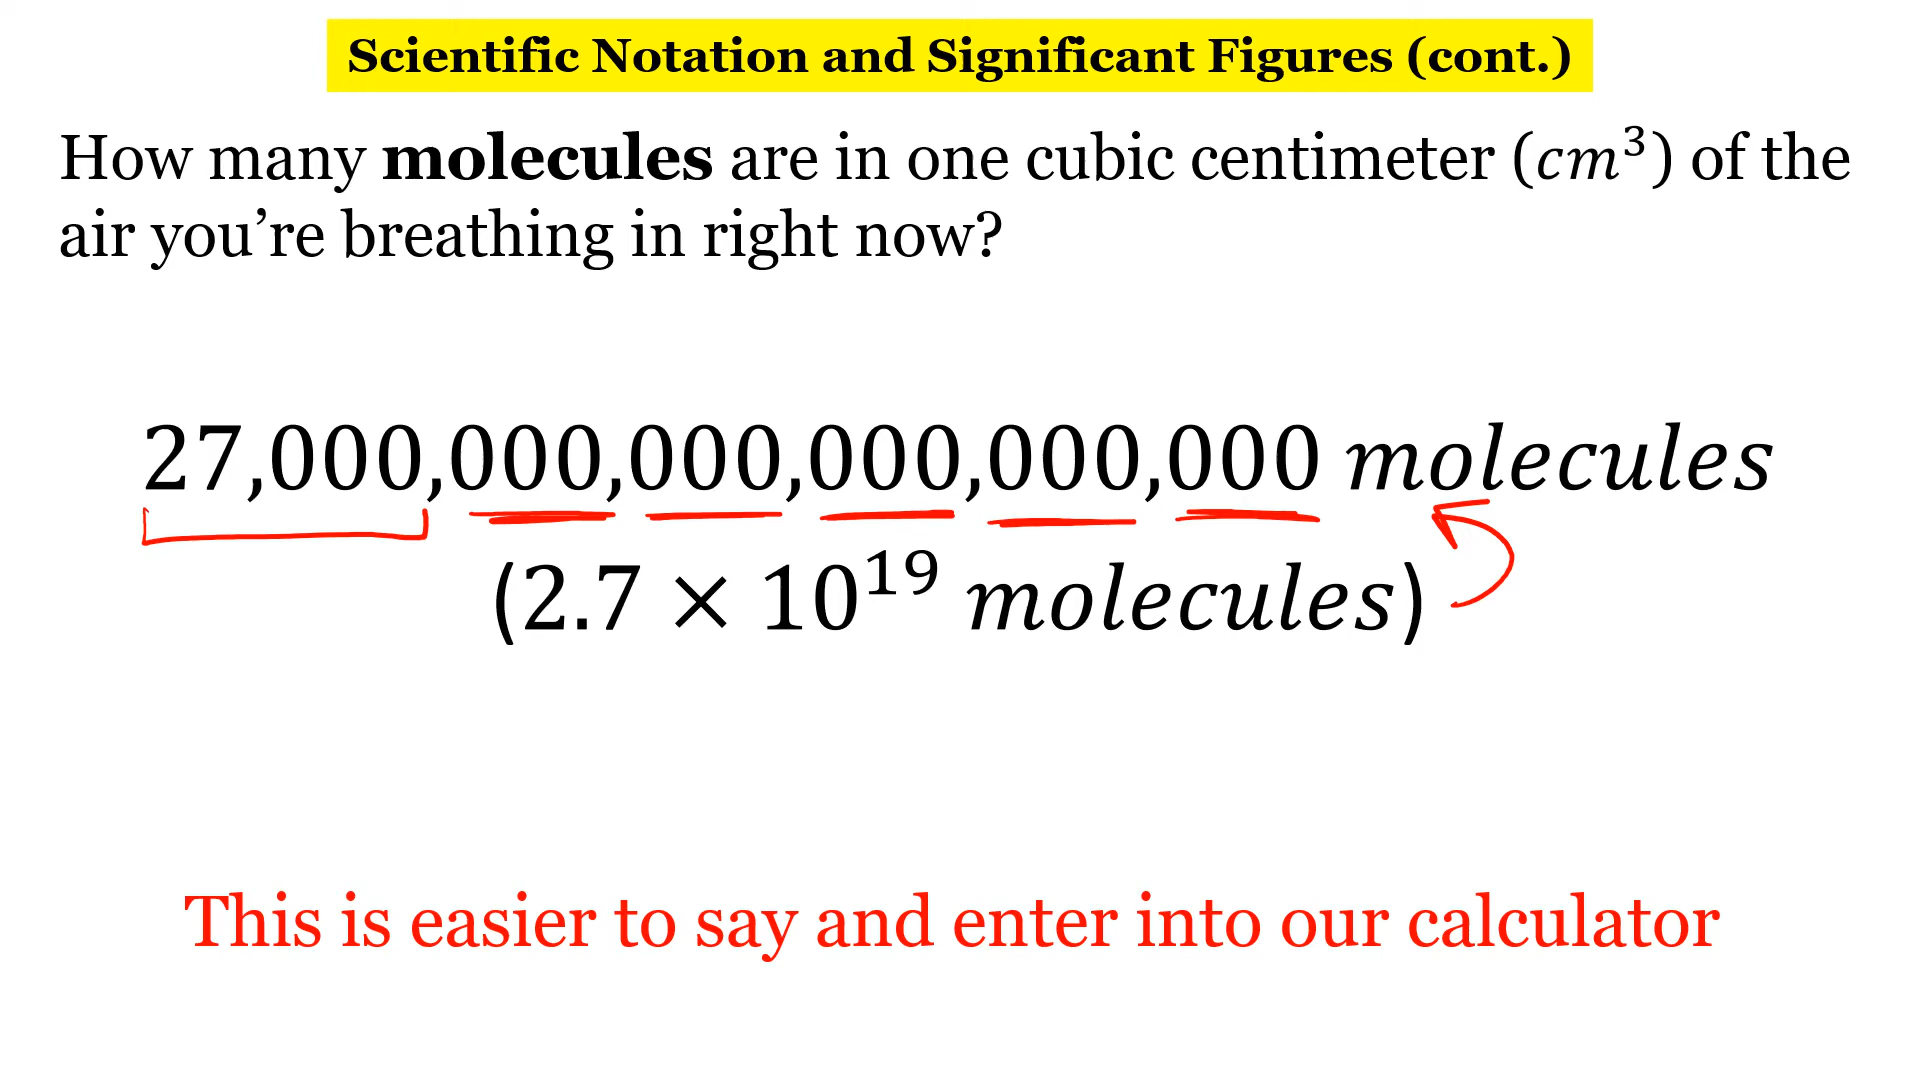 Scientific Notation and Significant Figures (cont.)
How many molecules are in one cubic centimeter (cm³) of the
air you’re breathing in right now?
27,000,000,000,000,000,000 molecules
(2.7 × 10¹⁹ molecules)
This is easier to say and enter into our calculator